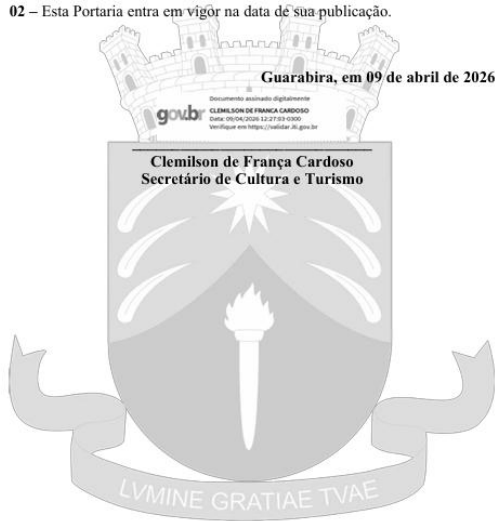 02 – Esta Portaria entra em vigor na data de sua publicação.
Guarabira, em 09 de abril de 2026
gov.br
Documento assinado digitalmente
CLEMILSON DE FRANCA CARDOSO
Data: 09/04/2026 12:27:03-0300
Verifique em https://validar.iti.gov.br
Clemilson de França Cardoso
Secretário de Cultura e Turismo
LVMINE GRATIAE TVAE